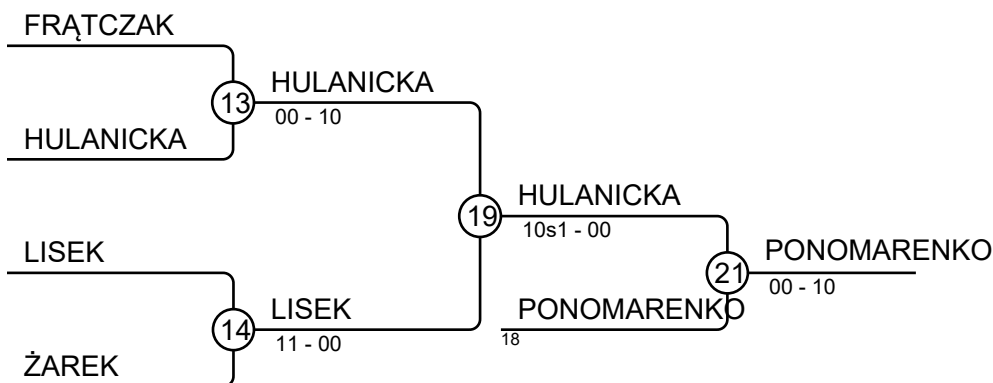 FRĄTCZAK
13
HULANICKA
00 - 10
HULANICKA
19
HULANICKA
10s1 - 00
LISEK
21
PONOMARENKO
00 - 10
14
LISEK
11 - 00
PONOMARENKO
18
ŻAREK